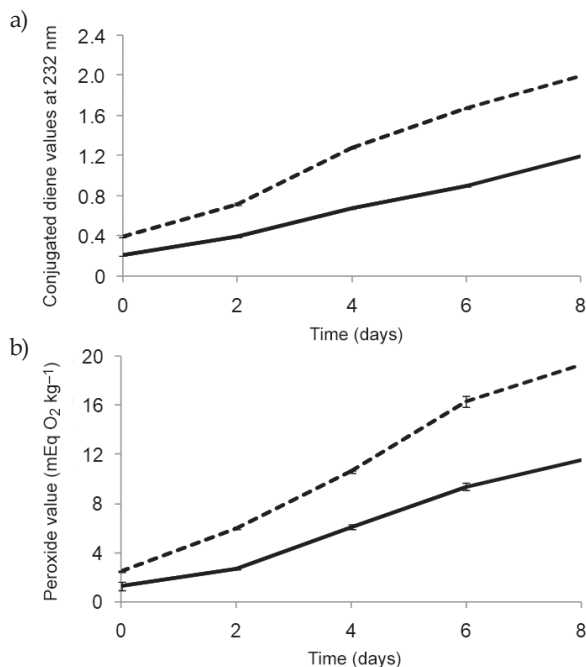 a)
Conjugated diene values at 232 nm
2.4
2.0
1.6
1.2
0.8
0.4
0
0 2 4 6 8
Time (days)
b)
Peroxide value (mEq O₂ kg⁻¹)
20
16
12
8
4
0
0 2 4 6 8
Time (days)